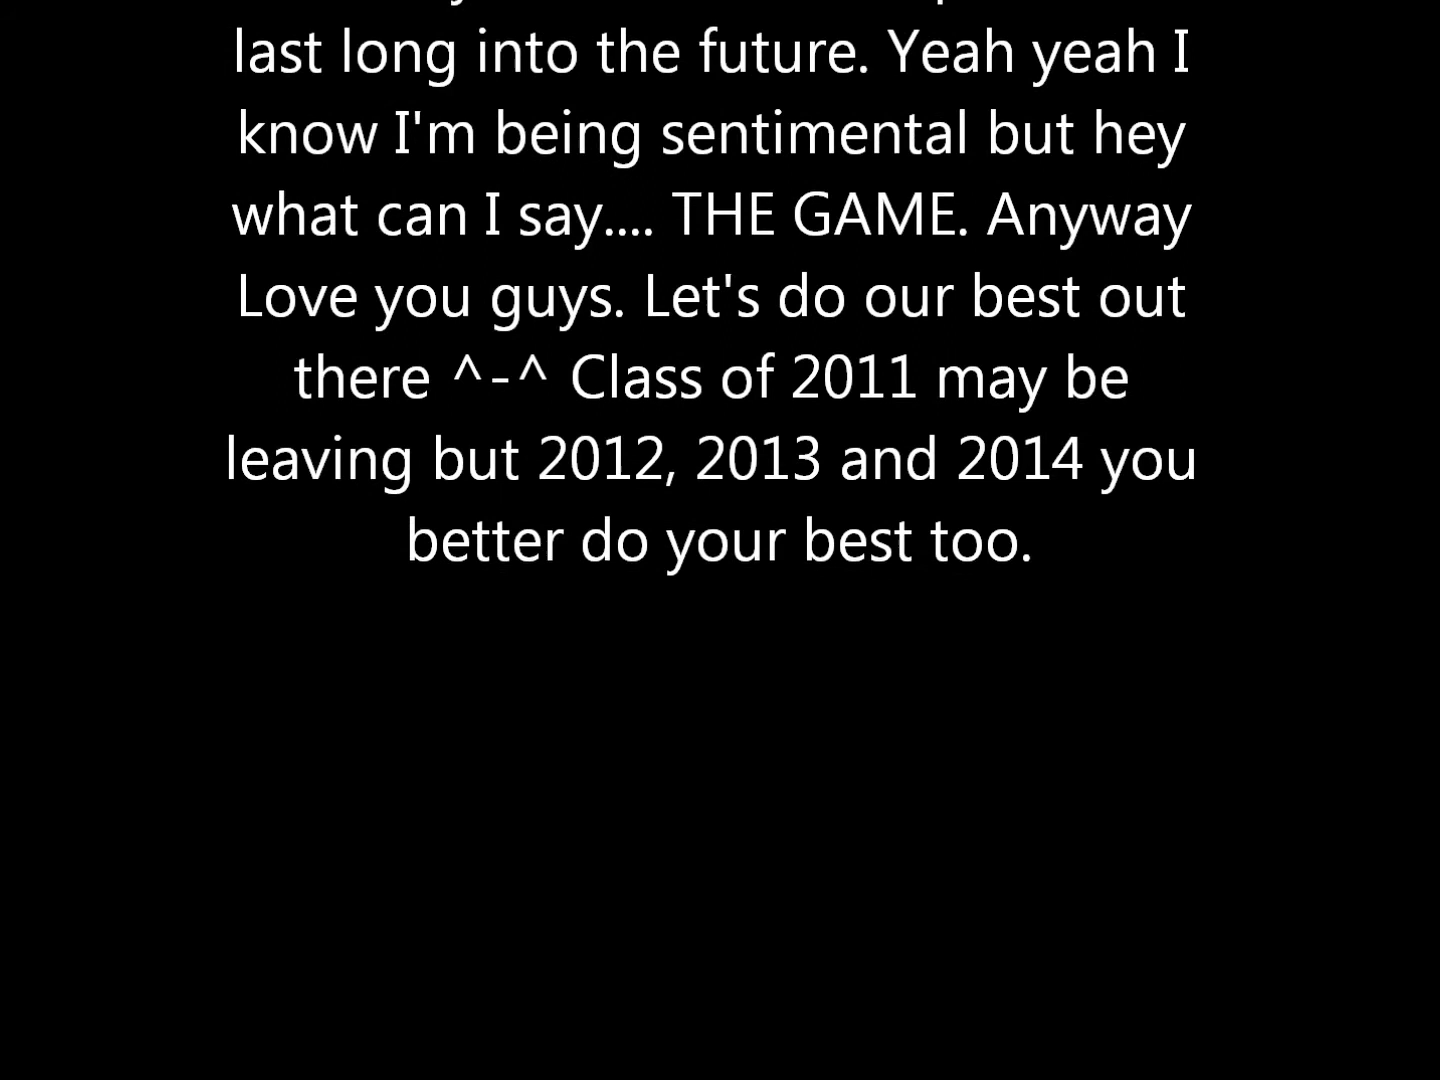 last long into the future. Yeah yeah I
know I'm being sentimental but hey
what can I say.... THE GAME. Anyway
Love you guys. Let's do our best out
there ^-^ Class of 2011 may be
leaving but 2012, 2013 and 2014 you
better do your best too.